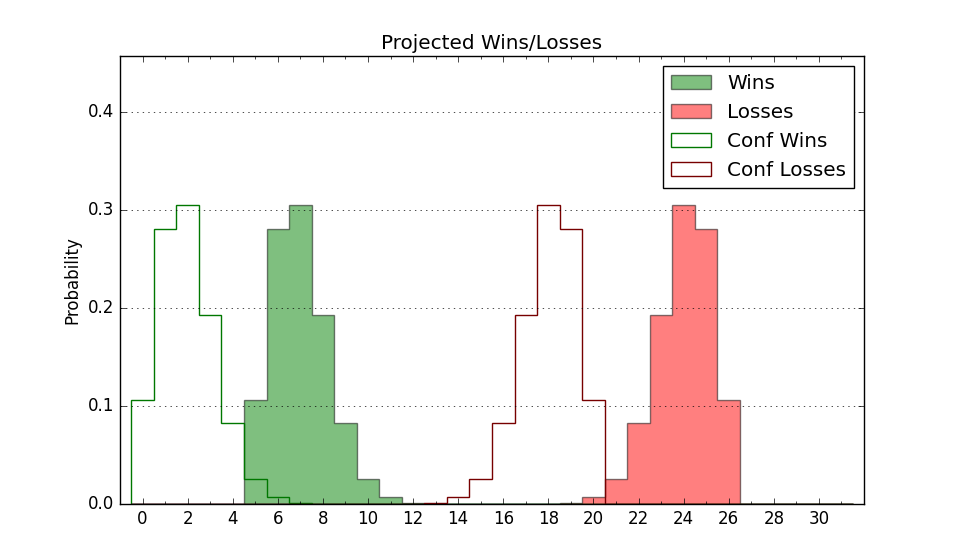 Projected Wins/Losses
Wins
Losses
Conf Wins
Conf Losses
Probability
0.4
0.3
0.2
0.1
0.0
0 2 4 6 8 10 12 14 16 18 20 22 24 26 28 30